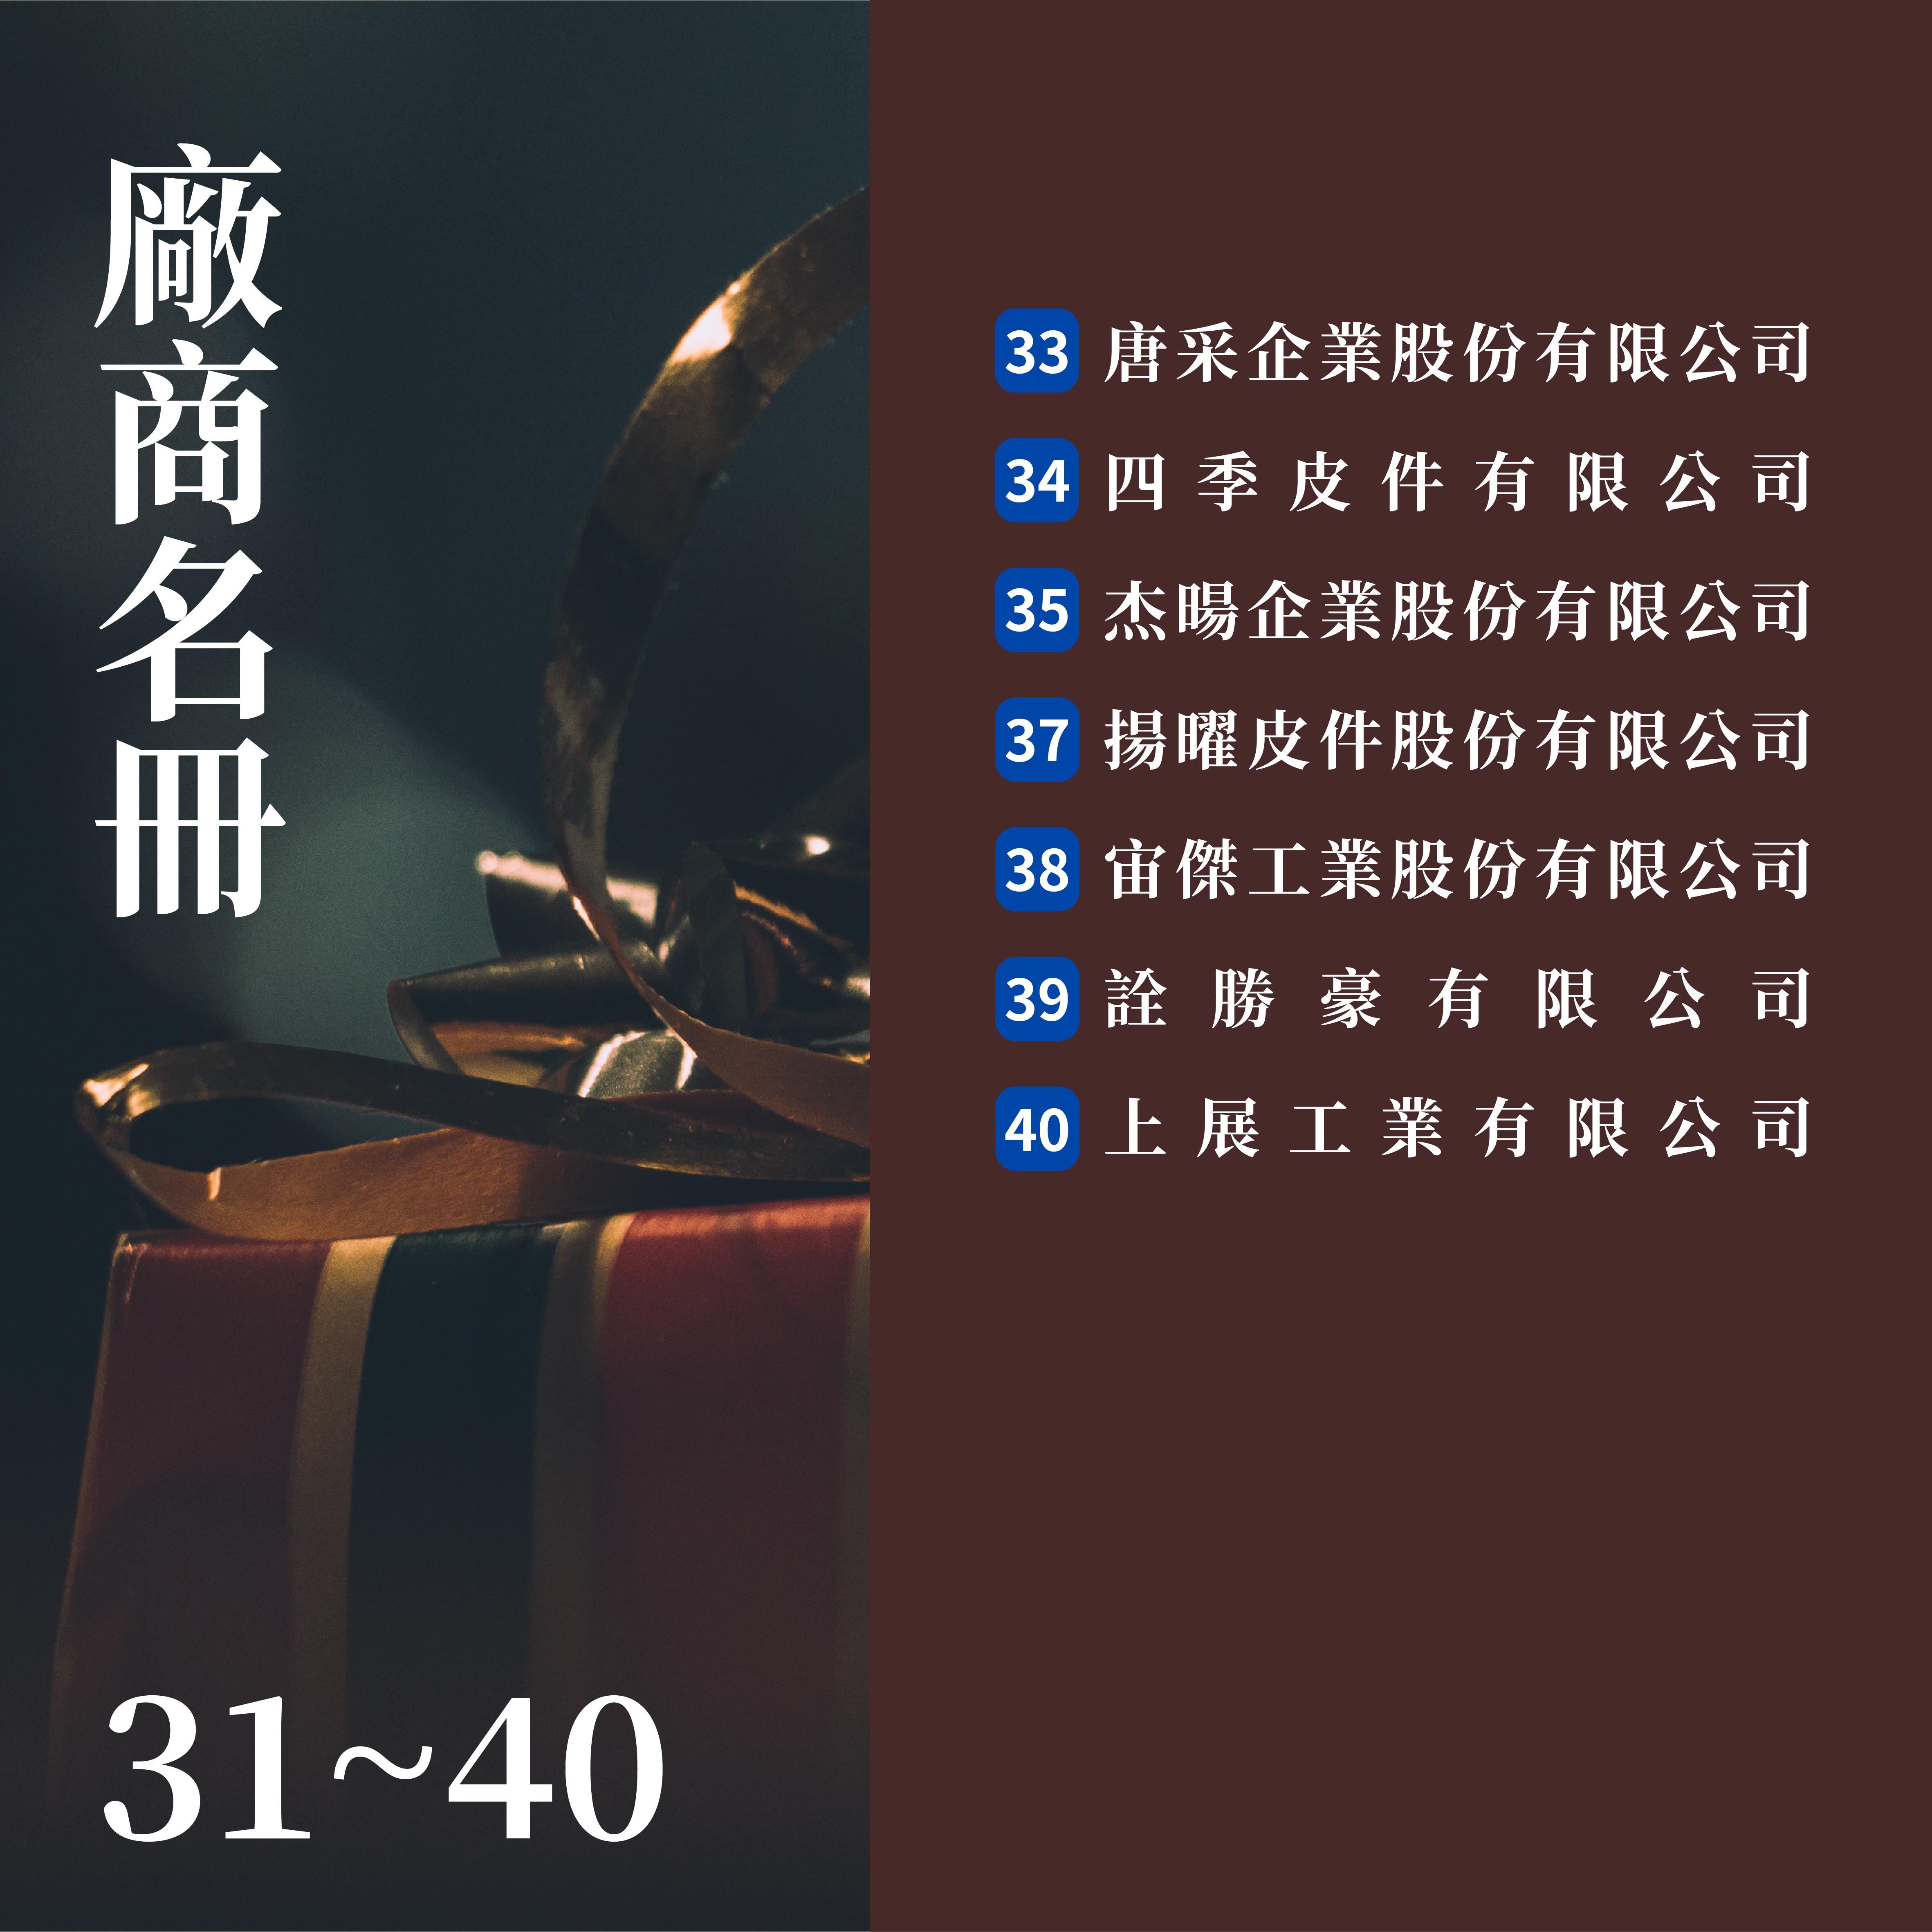 廠商名冊
31~40
33 唐采企業股份有限公司
34 四季皮件有限公司
35 杰暘企業股份有限公司
37 揚曜皮件股份有限公司
38 宙傑工業股份有限公司
39 詮勝豪有限公司
40 上展工業有限公司